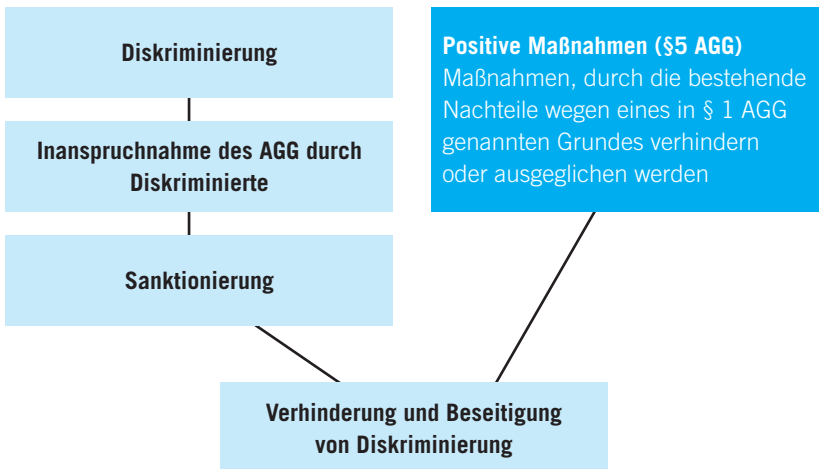 Diskriminierung
Inanspruchnahme des AGG durch
Diskriminierte
Sanktionierung
Positive Maßnahmen (§5 AGG)
Maßnahmen, durch die bestehende
Nachteile wegen eines in § 1 AGG
genannten Grundes verhindern
oder ausgeglichen werden
Verhinderung und Beseitigung
von Diskriminierung